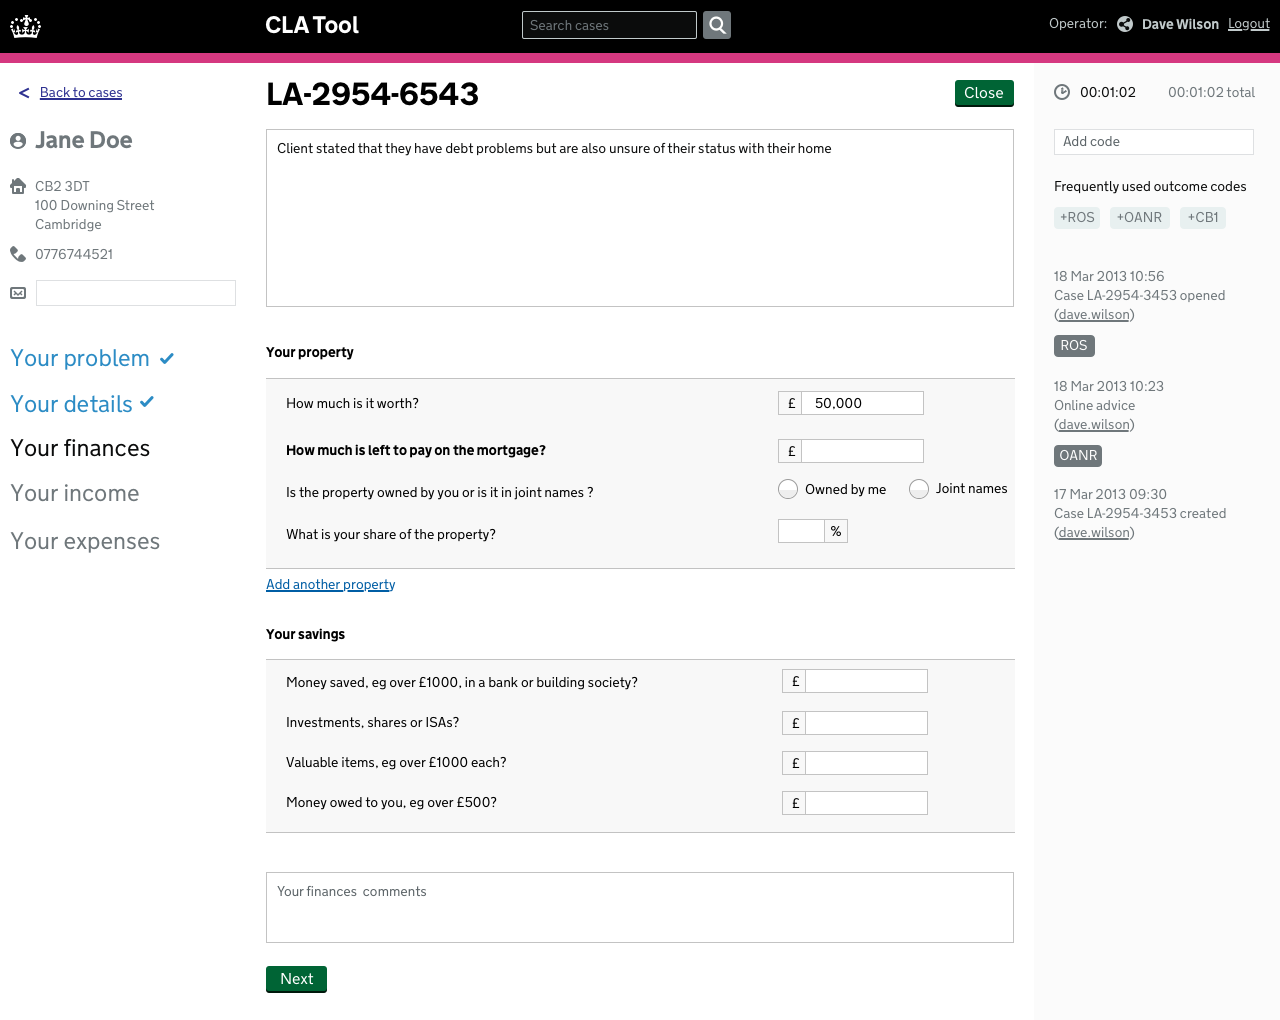 CLA Tool
Search cases
Operator: Dave Wilson Logout
< Back to cases
Jane Doe
CB2 3DT
100 Downing Street
Cambridge
0776744521
Your problem
Your details
Your finances
Your income
Your expenses
LA-2954-6543
Close
Client stated that they have debt problems but are also unsure of their status with their home
Your property
How much is it worth? £ 50,000
How much is left to pay on the mortgage? £
Is the property owned by you or is it in joint names ? Owned by me Joint names
What is your share of the property? %
Add another property
Your savings
Money saved, eg over £1000, in a bank or building society? £
Investments, shares or ISAs? £
Valuable items, eg over £1000 each? £
Money owed to you, eg over £500? £
Your finances comments
Next
00:01:02 00:01:02 total
Add code
Frequently used outcome codes
+ROS +OANR +CB1
18 Mar 2013 10:56
Case LA-2954-3453 opened
(dave.wilson)
ROS
18 Mar 2013 10:23
Online advice
(dave.wilson)
OANR
17 Mar 2013 09:30
Case LA-2954-3453 created
(dave.wilson)